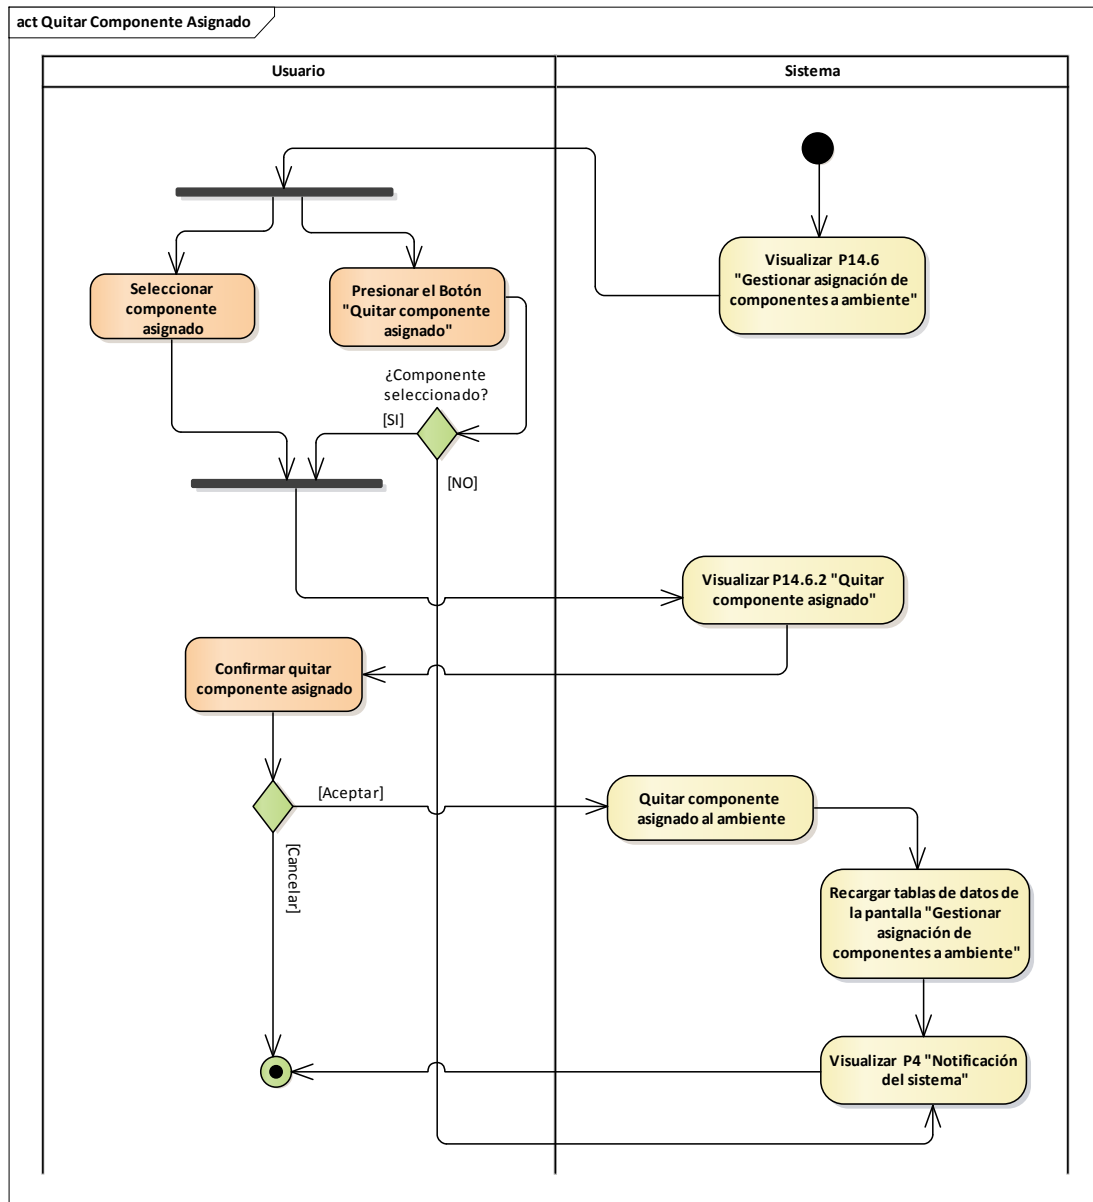 act Quitar Componente Asignado
Usuario
Sistema
Visualizar P14.6
"Gestionar asignación de
componentes a ambiente"
Seleccionar
componente
asignado
Presionar el Botón
"Quitar componente
asignado"
¿Componente
seleccionado?
[SI]
[NO]
Visualizar P14.6.2 "Quitar
componente asignado"
Confirmar quitar
componente asignado
[Aceptar]
[Cancelar]
Quitar componente
asignado al ambiente
Recargar tablas de datos de
la pantalla "Gestionar
asignación de
componentes a ambiente"
Visualizar P4 "Notificación
del sistema"